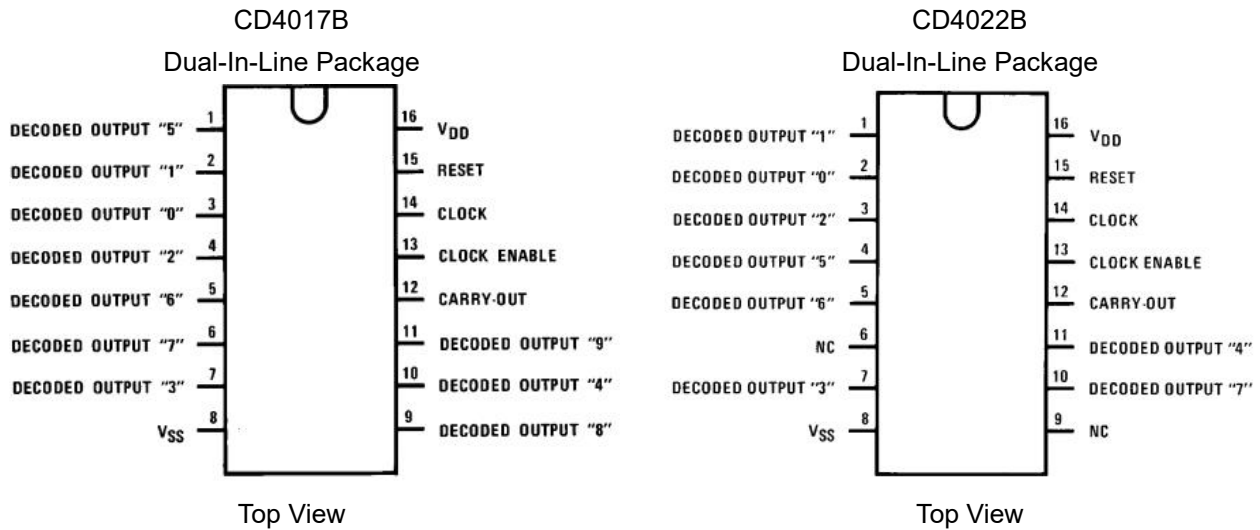 CD4017B
Dual-In-Line Package
DECODED OUTPUT "5" 1
DECODED OUTPUT "1" 2
DECODED OUTPUT "0" 3
DECODED OUTPUT "2" 4
DECODED OUTPUT "6" 5
DECODED OUTPUT "7" 6
DECODED OUTPUT "3" 7
VSS 8
16 VDD
15 RESET
14 CLOCK
13 CLOCK ENABLE
12 CARRY-OUT
11 DECODED OUTPUT "9"
10 DECODED OUTPUT "4"
9 DECODED OUTPUT "8"
Top View
CD4022B
Dual-In-Line Package
DECODED OUTPUT "1" 1
DECODED OUTPUT "0" 2
DECODED OUTPUT "2" 3
DECODED OUTPUT "5" 4
DECODED OUTPUT "6" 5
NC 6
DECODED OUTPUT "3" 7
VSS 8
16 VDD
15 RESET
14 CLOCK
13 CLOCK ENABLE
12 CARRY-OUT
11 DECODED OUTPUT "4"
10 DECODED OUTPUT "7"
9 NC
Top View